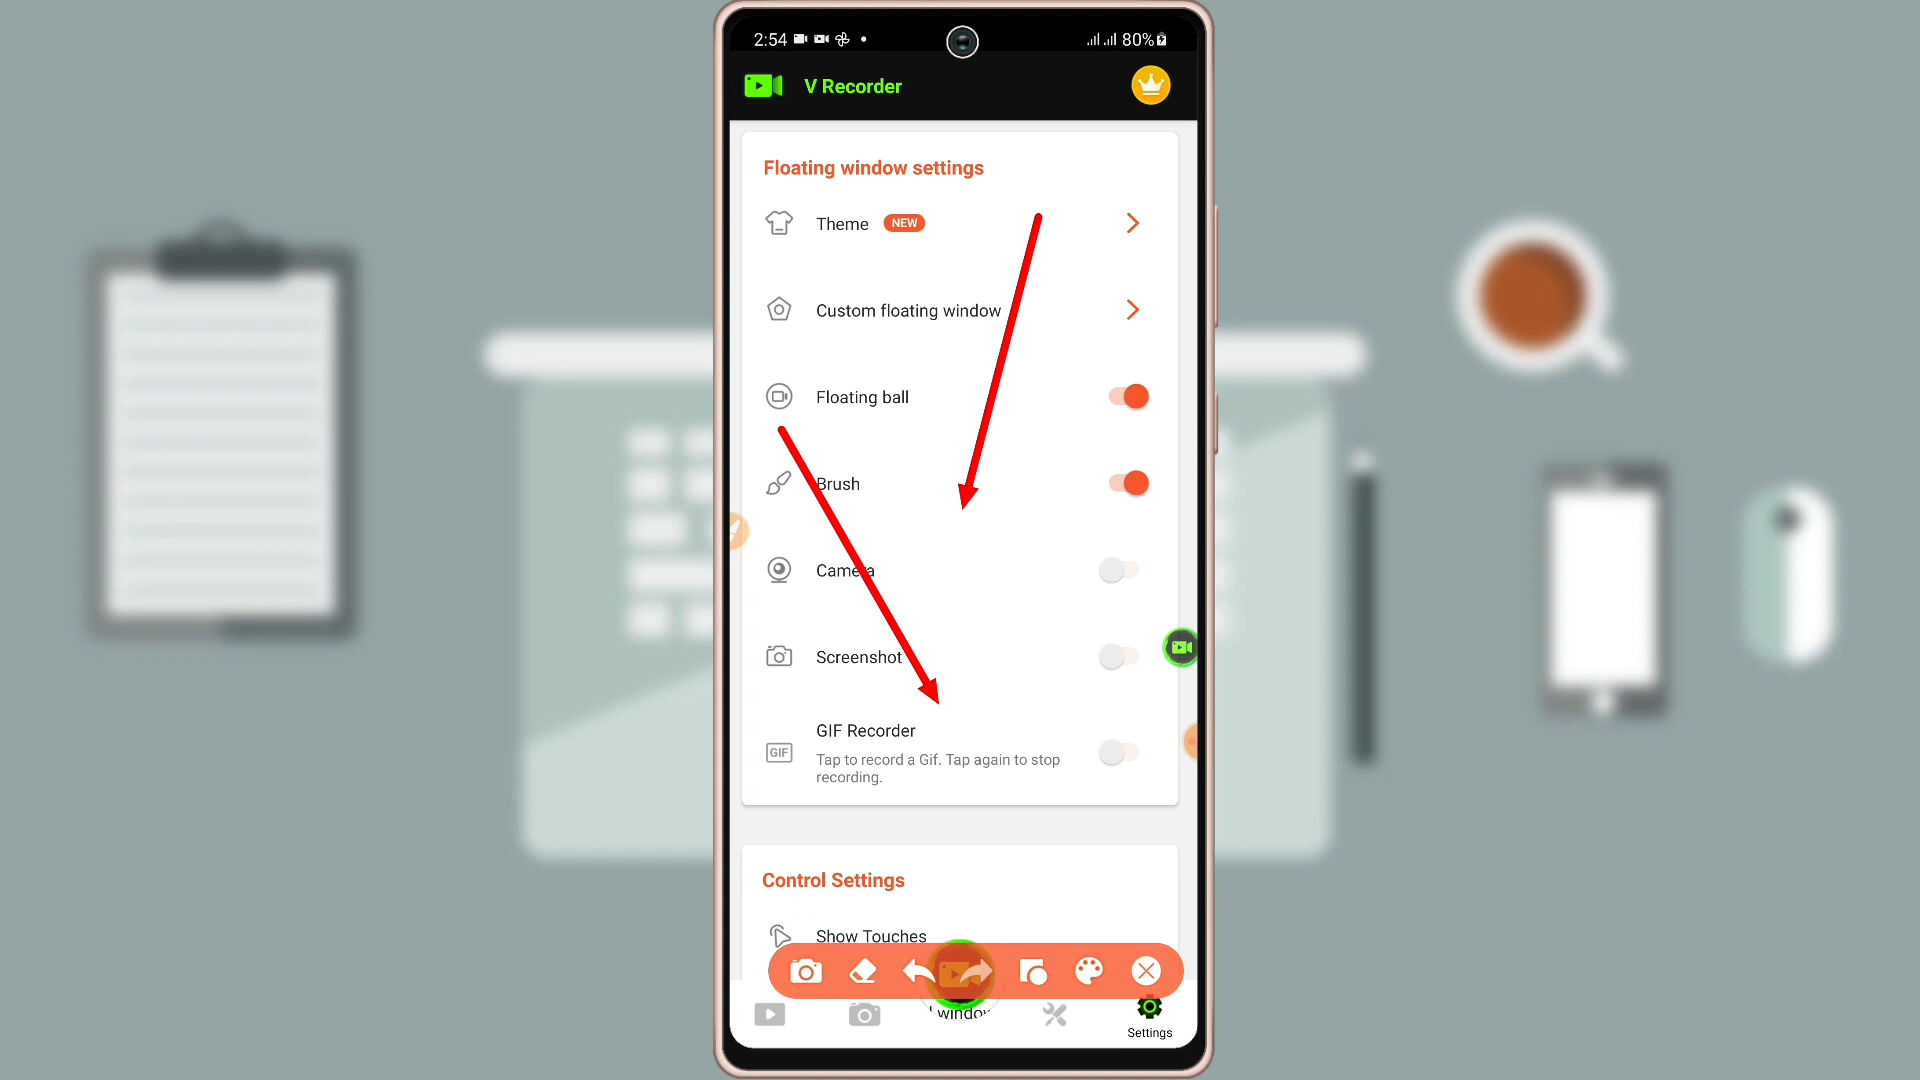 2:54
80%
V Recorder
Floating window settings
Theme NEW
Custom floating window
Floating ball
Brush
Camera
Screenshot
GIF Recorder
GIF
Tap to record a Gif. Tap again to stop
recording.
Control Settings
Show Touches
window
Settings